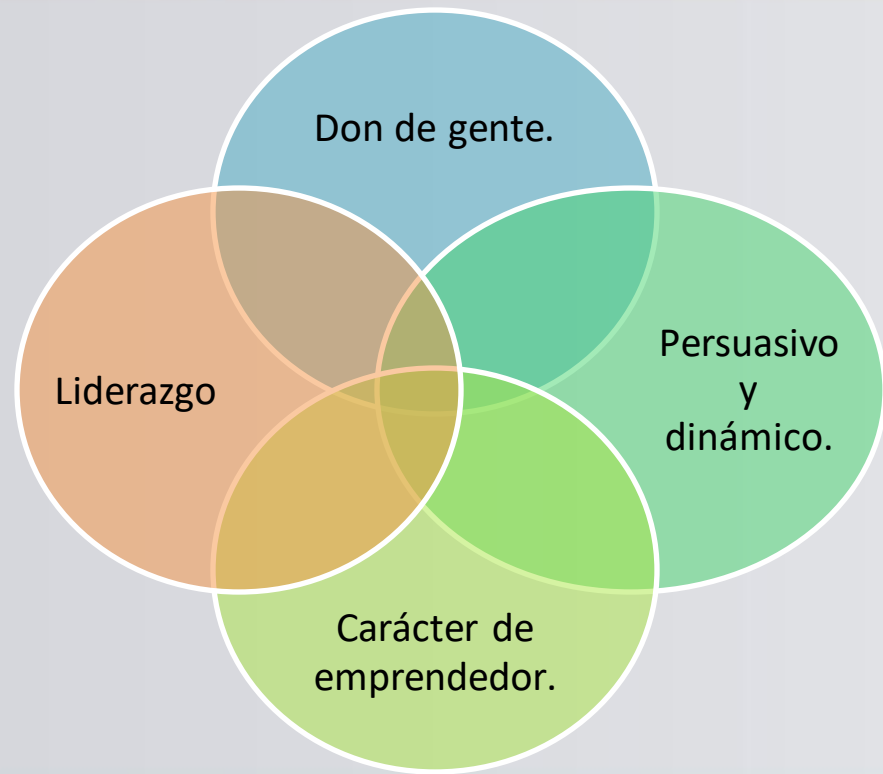 Don de gente.
Persuasivo
y
dinámico.
Liderazgo
Carácter de
emprendedor.